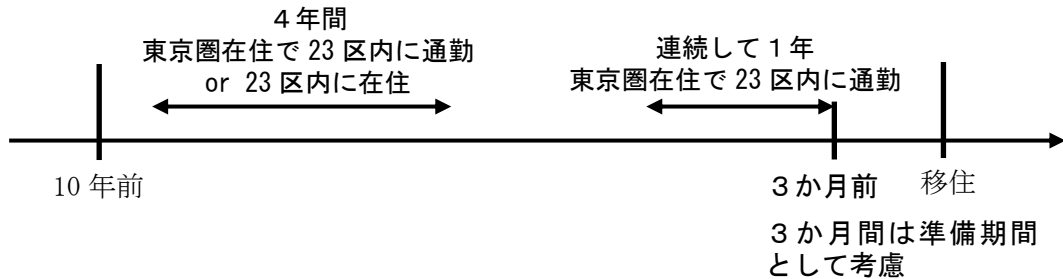 ４年間
東京圏在住で 23 区内に通勤
or 23 区内に在住
連続して１年
東京圏在住で 23 区内に通勤
10 年前
３か月前
移住
３か月間は準備期間
として考慮